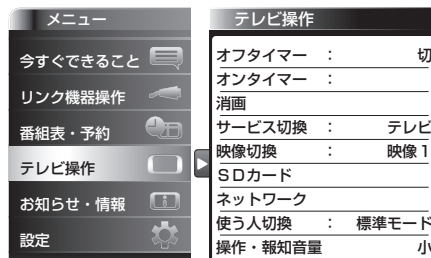 メニュー
今すぐできること
リンク機器操作
番組表・予約
テレビ操作
お知らせ・情報
設定
テレビ操作
オフタイマー : 切
オンタイマー :
消画
サービス切換 : テレビ
映像切換 : 映像1
SDカード
ネットワーク
使う人切換 : 標準モード
操作・報知音量 小